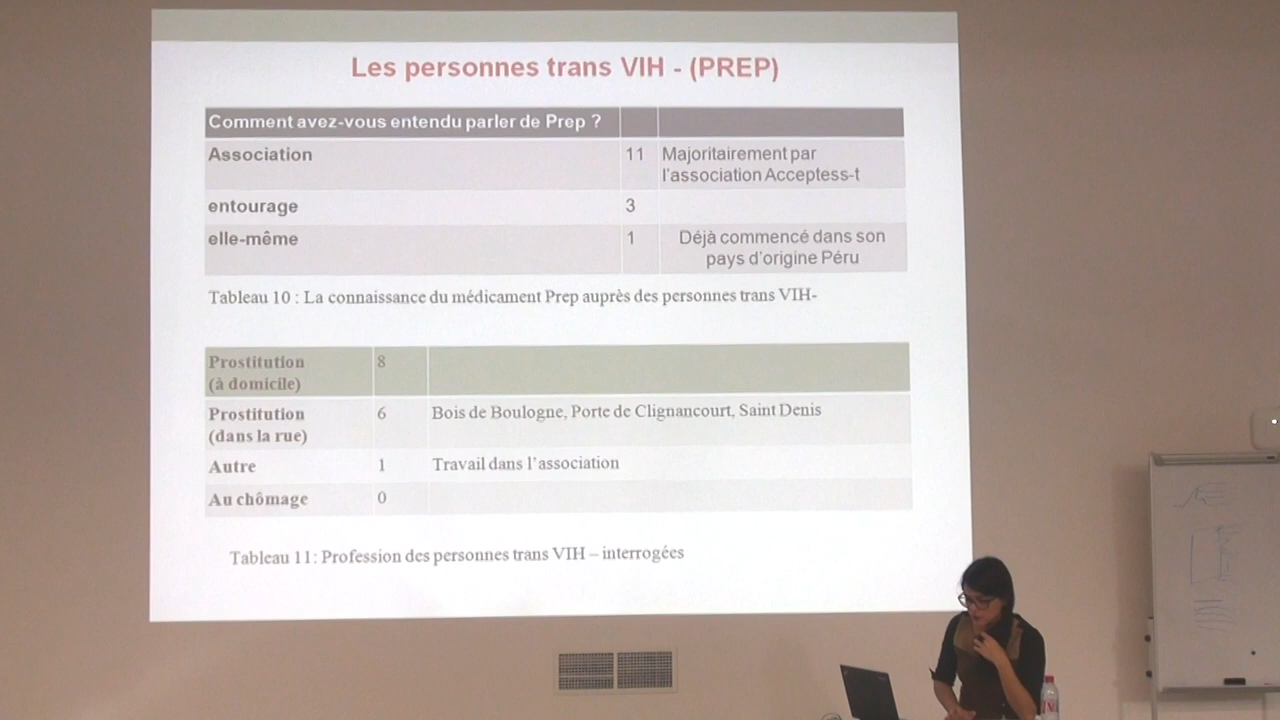 Les personnes trans VIH - (PREP)
Comment avez-vous entendu parler de Prep ?
Association 11 Majoritairement par
l'association Acceptess-t
entourage 3
elle-même 1 Déjà commencé dans son
pays d'origine Péru
Tableau 10 : La connaissance du médicament Prep auprès des personnes trans VIH-
Prostitution 8
(à domicile)
Prostitution 6 Bois de Boulogne, Porte de Clignancourt, Saint Denis
(dans la rue)
Autre 1 Travail dans l'association
Au chômage 0
Tableau 11: Profession des personnes trans VIH – interrogées